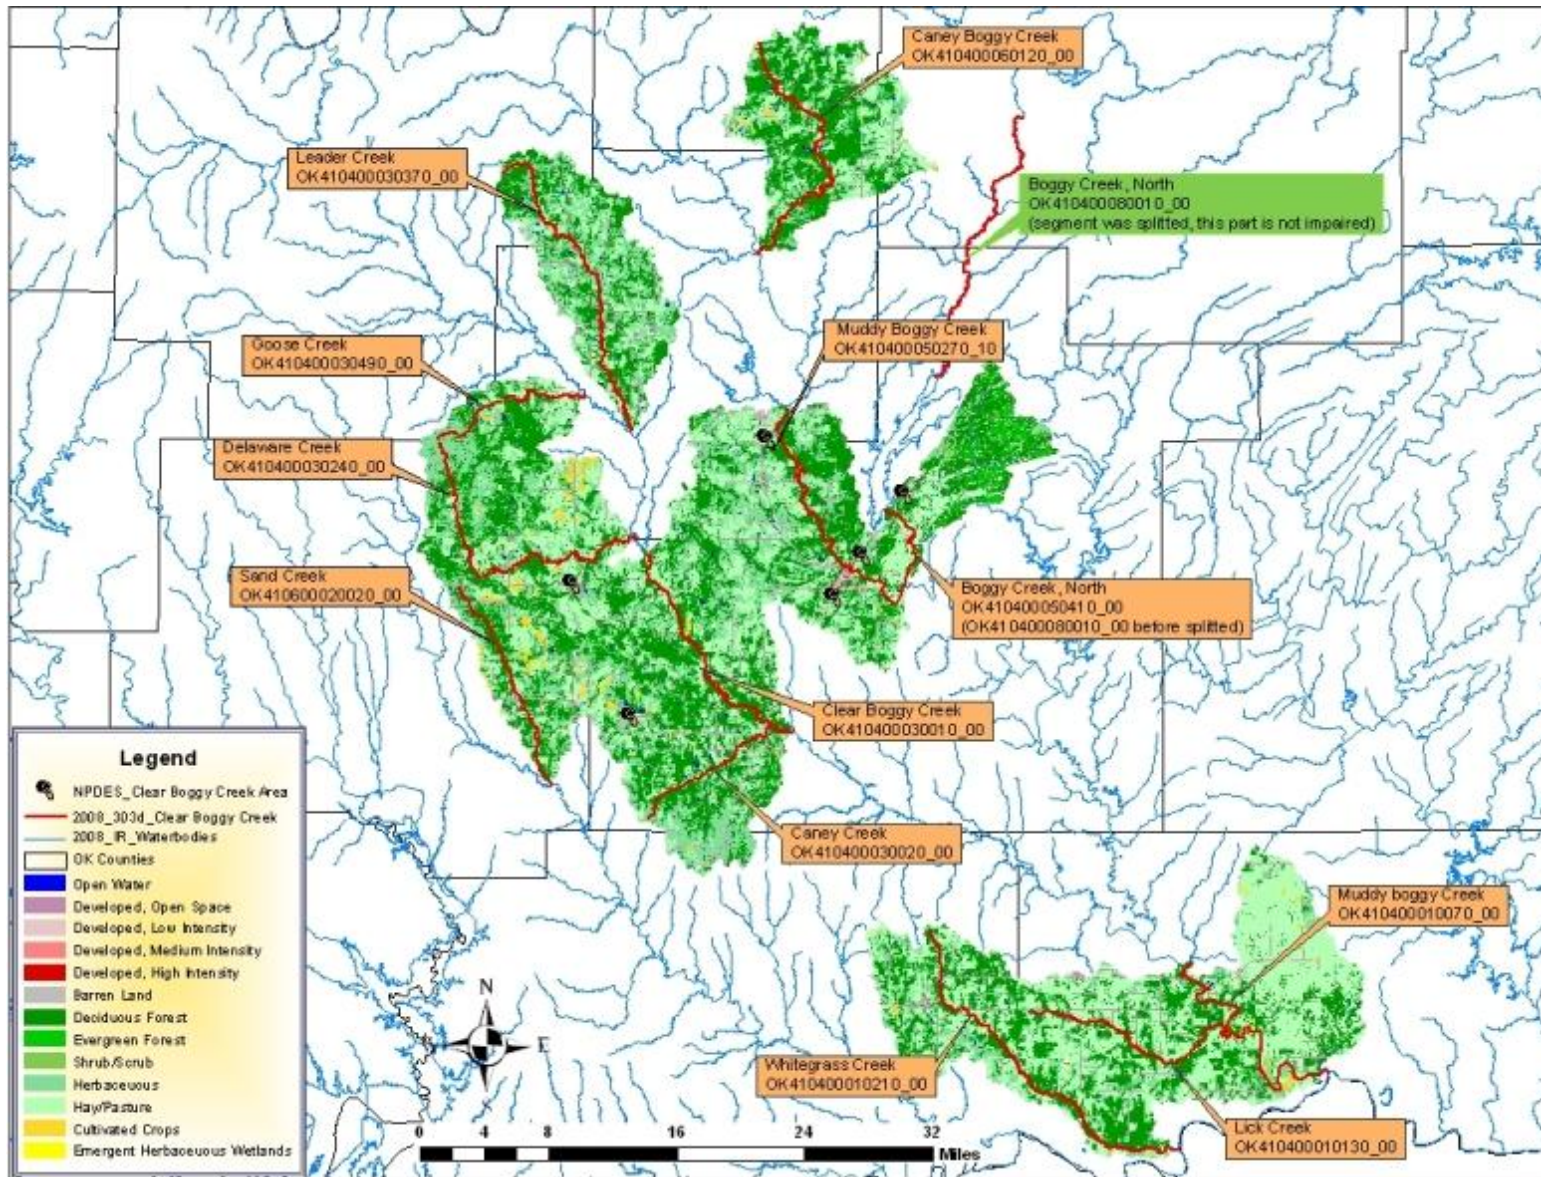 Caney Boggy Creek
OK410400060120_00
Leader Creek
OK410400030370_00
Boggy Creek, North
OK410400080010_00
(segment was splitted, this part is not impaired)
Muddy Boggy Creek
OK410400050270_10
Goose Creek
OK410400030490_00
Delaware Creek
OK410400030240_00
Sand Creek
OK410600020020_00
Boggy Creek, North
OK410400050410_00
(OK410400080010_00 before splitted)
Clear Boggy Creek
OK410400030010_00
Caney Creek
OK410400030020_00
Muddy boggy Creek
OK410400010070_00
Whitegrass Creek
OK410400010210_00
Lick Creek
OK410400010130_00
Legend
NPDES_Clear Boggy Creek Area
2008_303d_Clear Boggy Creek
2008_IR_Waterbodies
OK Counties
Open Water
Developed, Open Space
Developed, Low Intensity
Developed, Medium Intensity
Developed, High Intensity
Barren Land
Deciduous Forest
Evergreen Forest
Shrub/Scrub
Herbaceuous
Hay/Pasture
Cultivated Crops
Emergent Herbaceuous Wetlands
N
E
0 4 8 16 24 32
Miles